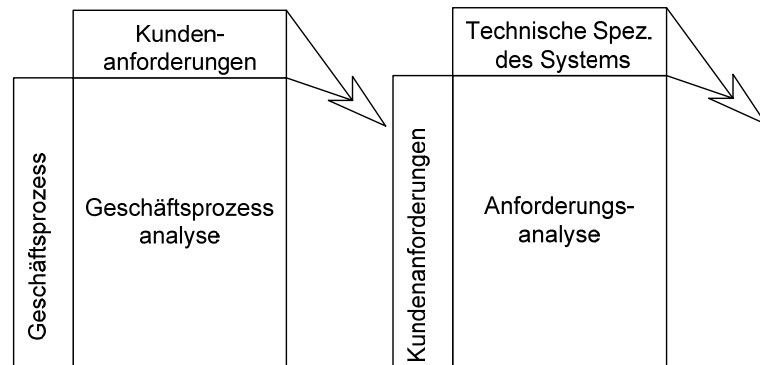 Kunden-
anforderungen
Geschäftsprozess
Geschäftsprozess
analyse
Technische Spez.
des Systems
Kundenanforderungen
Anforderungs-
analyse